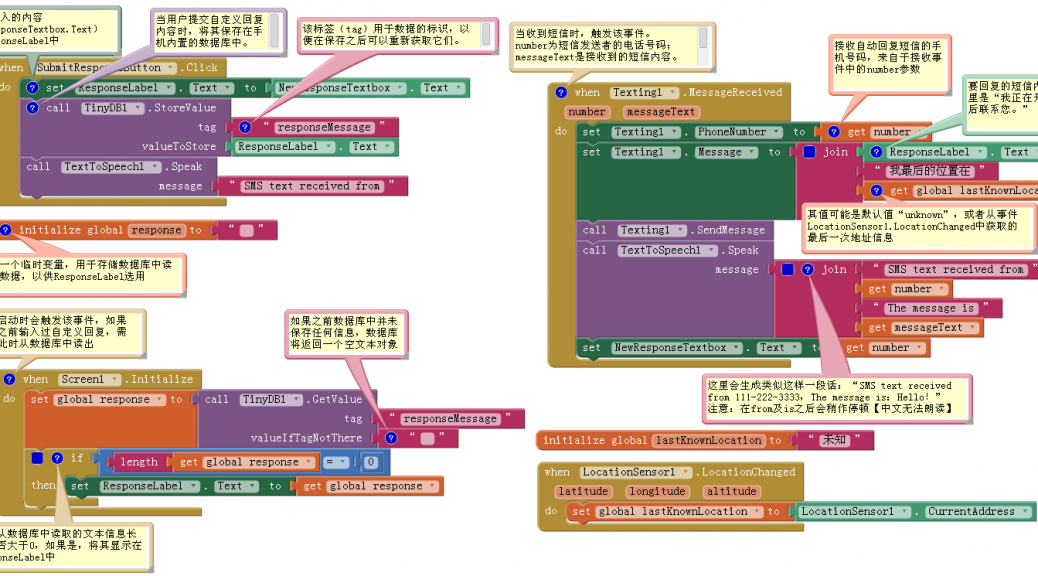 入的内容
ponseTextbox.Text)
onseLabel中
当用户提交自定义回复
内容时，将其保存在手
机内置的数据库中。
该标签（tag）用于数据的标识，以
便在保存之后可以重新获取它们。
when SubmitResponseButton .Click
do set ResponseLabel . Text to NewResponseTextbox . Text
call TinyDB1 .StoreValue
tag “ responseMessage ”
valueToStore ResponseLabel . Text
call TextToSpeech1 .Speak
message “ SMS text received from ”
initialize global response to “ ”
一个临时变量，用于存储数据库中读
数据，以供ResponseLabel选用
启动时会触发该事件，如果
之前输入过自定义回复，需
此时从数据库中读出
如果之前数据库中并未
保存任何信息，数据库
将返回一个空文本对象
when Screen1 .Initialize
do set global response to call TinyDB1 .GetValue
tag “ responseMessage ”
valueIfTagNotThere “ ”
if length get global response = 0
then set ResponseLabel . Text to get global response
从数据库中读取的文本信息长
否大于0，如果是，将其显示在
onseLabel中
当收到短信时，触发该事件。
number为短信发送者的电话号码；
messageText是接收到的短信内容。
接收自动回复短信的手
机号码，来自于接收事
件中的number参数
要回复的短信内
里是“我正在开
后联系您。”
when Texting1 .MessageReceived
number messageText
do set Texting1 . PhoneNumber to get number
set Texting1 . Message to join ResponseLabel . Text
“ 我最后的位置在 ”
get global lastKnownLoca
其值可能是默认值“unknown”，或者从事件
LocationSensor1.LocationChanged中获取的
最后一次地址信息
call Texting1 .SendMessage
call TextToSpeech1 .Speak
message join “ SMS text received from ”
get number
“ The message is ”
get messageText
set NewResponseTextbox . Text to get number
这里会生成类似这样一段话：“SMS text received
from 111-222-3333, The message is: Hello!”
注意：在from及is之后会稍作停顿【中文无法朗读】
initialize global lastKnownLocation to “ 未知 ”
when LocationSensor1 .LocationChanged
latitude longitude altitude
do set global lastKnownLocation to LocationSensor1 . CurrentAddress